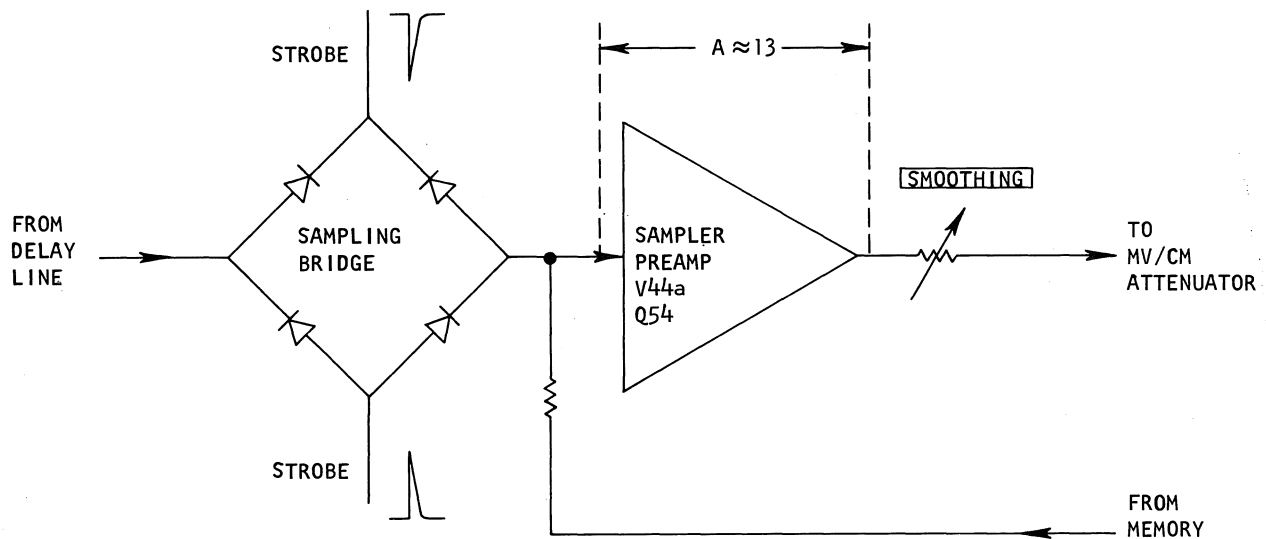 STROBE
A ≈ 13
SMOOTHING
FROM
DELAY
LINE
SAMPLING
BRIDGE
SAMPLER
PREAMP
V44a
Q54
TO
MV/CM
ATTENUATOR
STROBE
FROM
MEMORY